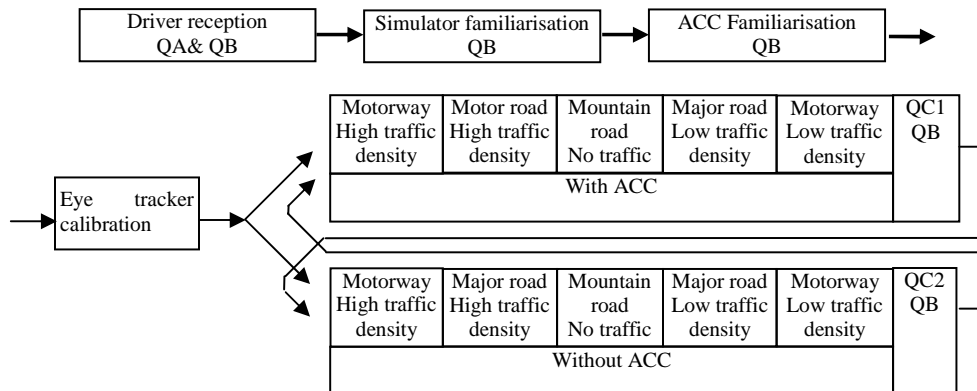 Driver reception
QA& QB
Simulator familiarisation
QB
ACC Familiarisation
QB
Motorway
High traffic
density
Motor road
High traffic
density
Mountain
road
No traffic
Major road
Low traffic
density
Motorway
Low traffic
density
QC1
QB
With ACC
Eye tracker
calibration
Motorway
High traffic
density
Major road
High traffic
density
Mountain
road
No traffic
Major road
Low traffic
density
Motorway
Low traffic
density
QC2
QB
Without ACC